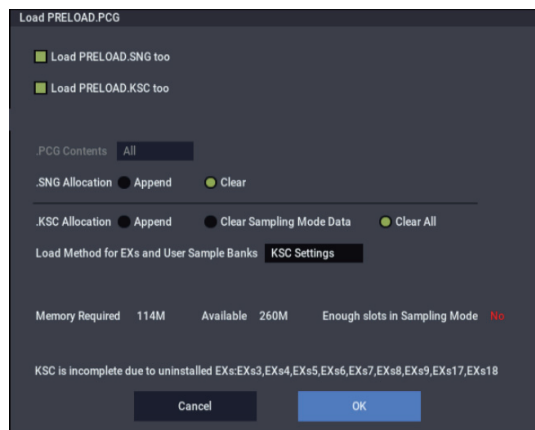 Load PRELOAD.PCG
Load PRELOAD.SNG too
Load PRELOAD.KSC too
.PCG Contents All
.SNG Allocation Append Clear
.KSC Allocation Append Clear Sampling Mode Data Clear All
Load Method for EXs and User Sample Banks KSC Settings
Memory Required 114M Available 260M Enough slots in Sampling Mode No
KSC is incomplete due to uninstalled EXs:EXs3,EXs4,EXs5,EXs6,EXs7,EXs8,EXs9,EXs17,EXs18
Cancel OK